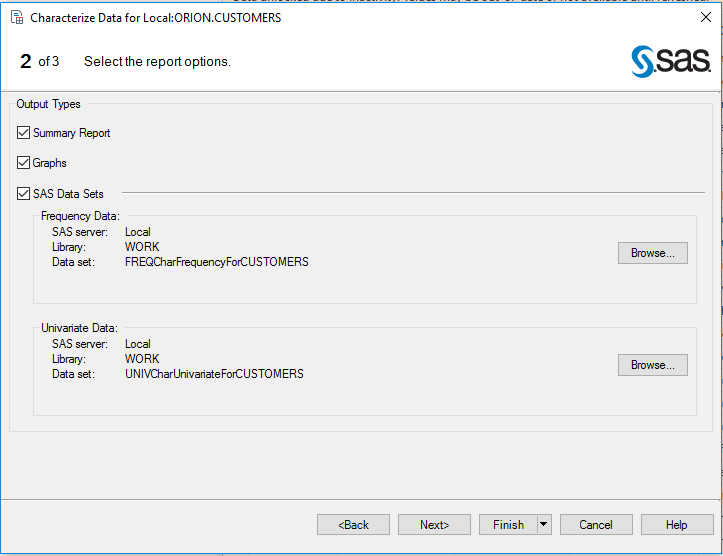 Characterize Data for Local:ORION.CUSTOMERS
2 of 3 Select the report options.
sas
Output Types
Summary Report
Graphs
SAS Data Sets
Frequency Data:
SAS server: Local
Library: WORK
Data set: FREQCharFrequencyForCUSTOMERS
Browse...
Univariate Data:
SAS server: Local
Library: WORK
Data set: UNIVCharUnivariateForCUSTOMERS
Browse...
<Back Next> Finish Cancel Help